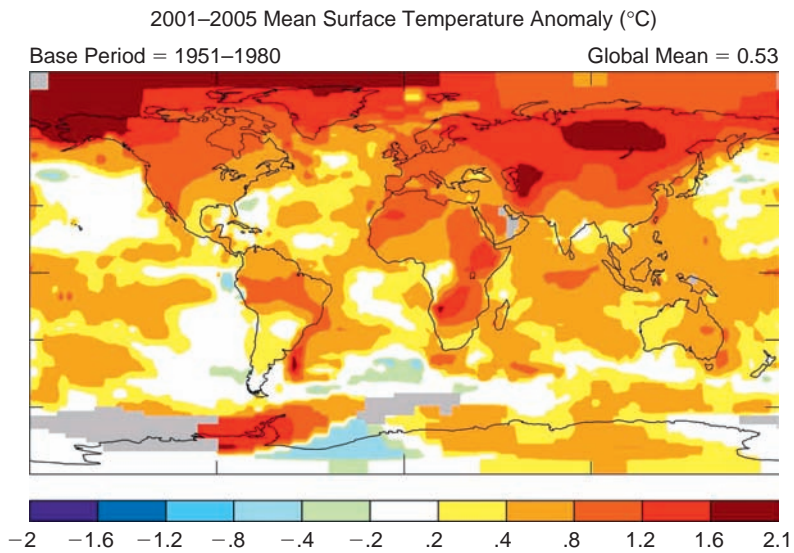 2001–2005 Mean Surface Temperature Anomaly (°C)
Base Period = 1951–1980 Global Mean = 0.53
−2 −1.6 −1.2 −.8 −.4 −.2 .2 .4 .8 1.2 1.6 2.1